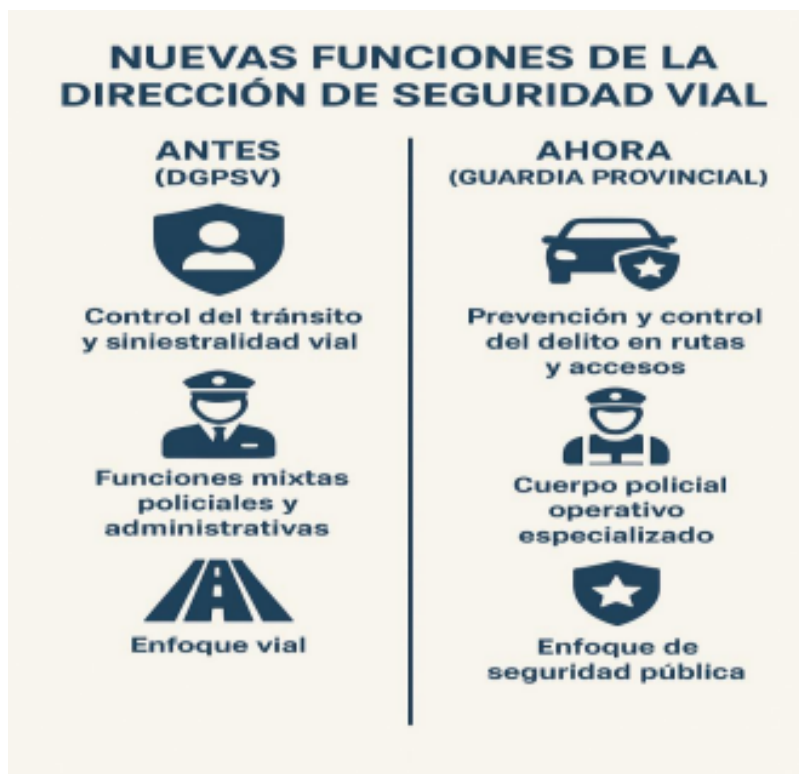 NUEVAS FUNCIONES DE LA
DIRECCIÓN DE SEGURIDAD VIAL
ANTES
(DGPSV)
Control del tránsito
y siniestralidad vial
Funciones mixtas
policiales y
administrativas
Enfoque vial
AHORA
(GUARDIA PROVINCIAL)
Prevención y control
del delito en rutas
y accesos
Cuerpo policial
operativo
especializado
Enfoque de
seguridad pública